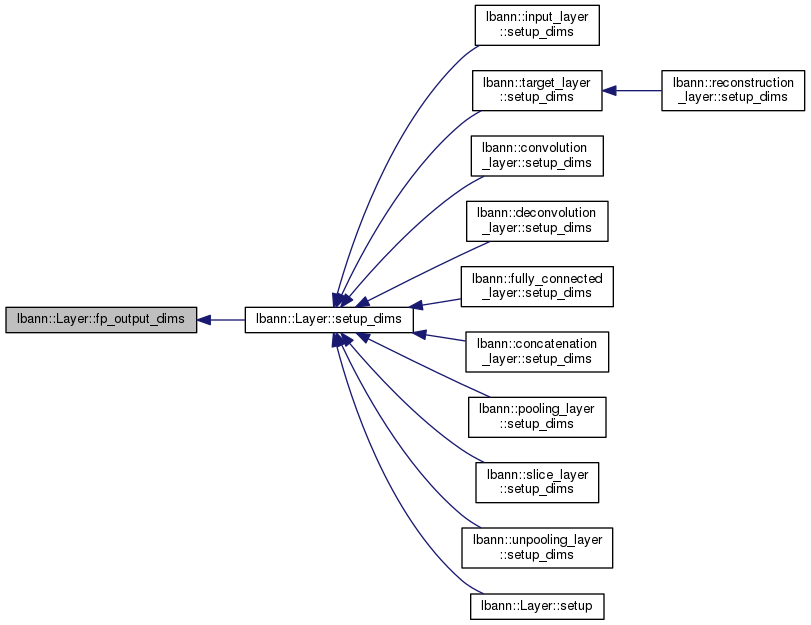 lbann::input_layer
::setup_dims
lbann::target_layer
::setup_dims
lbann::reconstruction
_layer::setup_dims
lbann::convolution
_layer::setup_dims
lbann::deconvolution
_layer::setup_dims
lbann::fully_connected
_layer::setup_dims
lbann::Layer::fp_output_dims
lbann::Layer::setup_dims
lbann::concatenation
_layer::setup_dims
lbann::pooling_layer
::setup_dims
lbann::slice_layer
::setup_dims
lbann::unpooling_layer
::setup_dims
lbann::Layer::setup